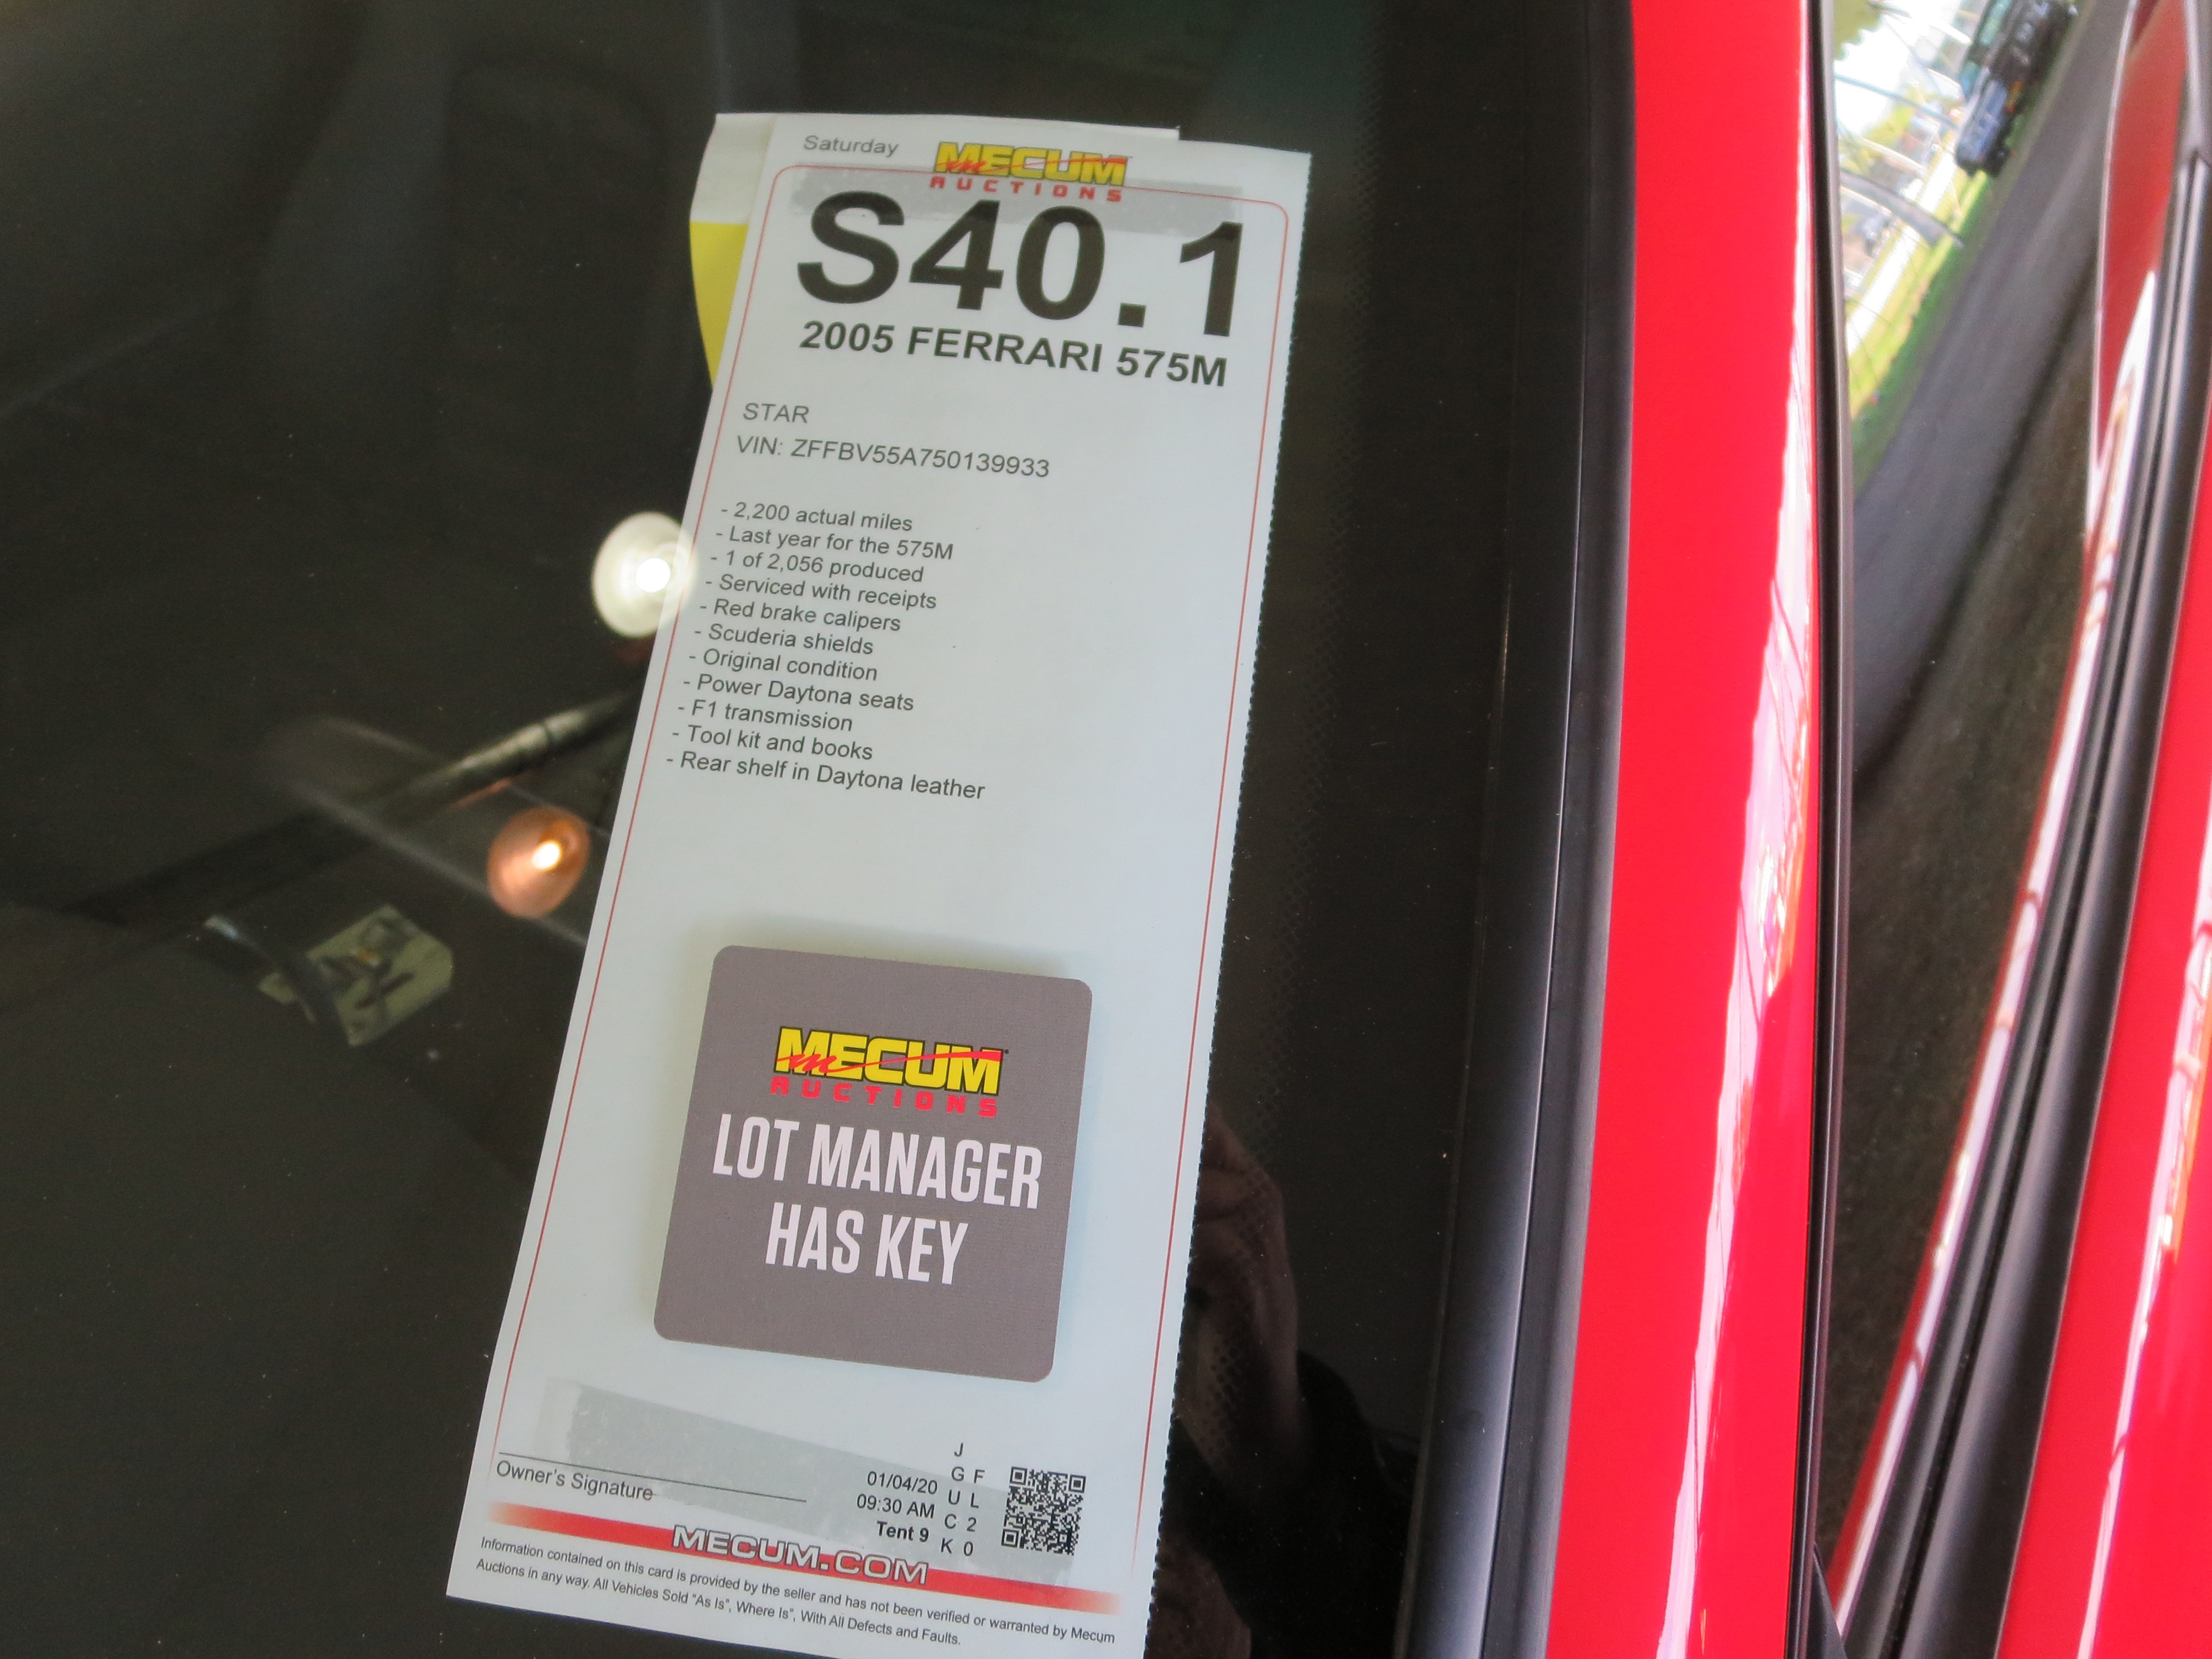 Saturday
MECUM
AUCTIONS
S40.1
2005 FERRARI 575M
STAR
VIN: ZFFBV55A750139933
- 2,200 actual miles
- Last year for the 575M
- 1 of 2,056 produced
- Serviced with receipts
- Red brake calipers
- Scuderia shields
- Original condition
- Power Daytona seats
- F1 transmission
- Tool kit and books
- Rear shelf in Daytona leather
MECUM
AUCTIONS
LOT MANAGER
HAS KEY
Owner's Signature
01/04/20
09:30 AM
Tent 9
J
G F
U L
C 2
K 0
MECUM.COM
Information contained on this card is provided by the seller and has not been verified or warranted by Mecum
Auctions in any way. All Vehicles Sold "As Is", Where Is", With All Defects and Faults.